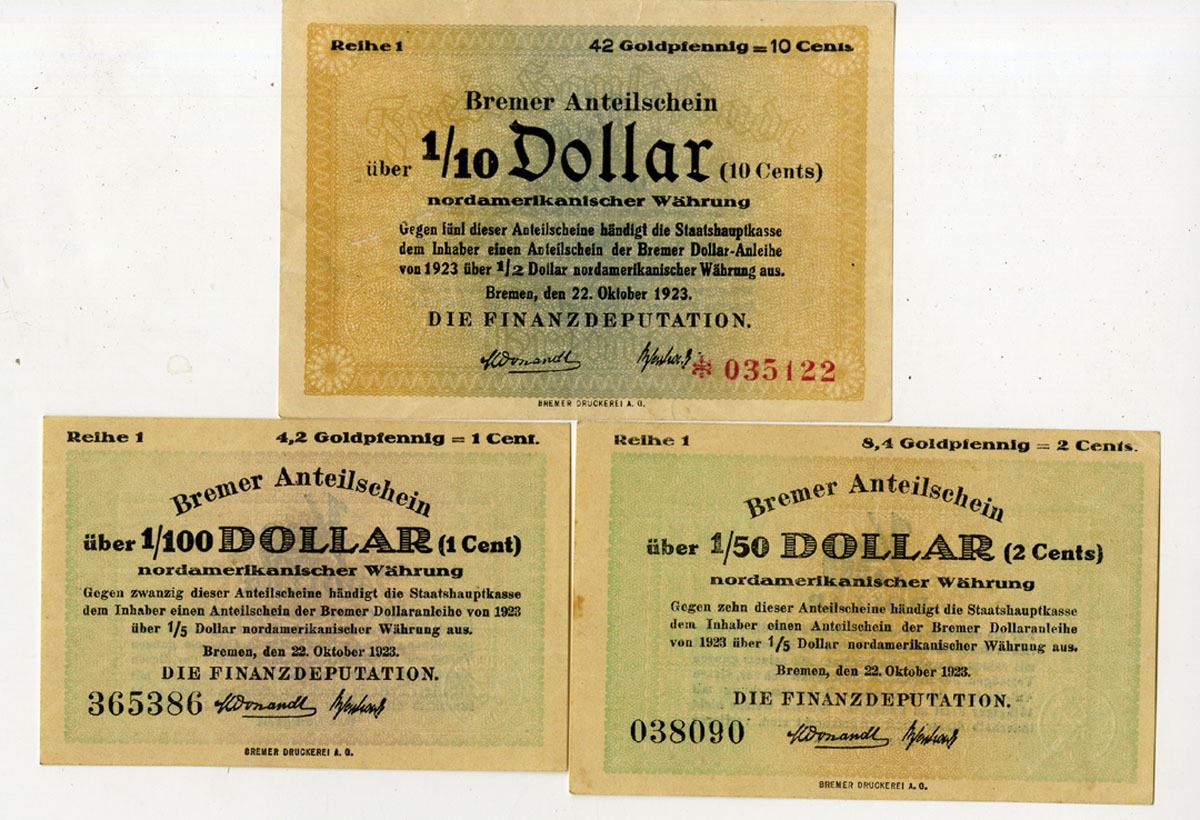 Reihe 1 42 Goldpfennig = 10 Cents
Bremer Anteilschein
über 1/10 Dollar (10 Cents)
nordamerikanischer Währung
Gegen fünf dieser Anteilscheine händigt die Staatshauptkasse
dem Inhaber einen Anteilschein der Bremer Dollar-Anleihe
von 1923 über 1/2 Dollar nordamerikanischer Währung aus.
Bremen, den 22. Oktober 1923.
DIE FINANZDEPUTATION.
* 035122
BREMER DRUCKEREI A. G.
Reihe 1 4,2 Goldpfennig = 1 Cent.
Bremer Anteilschein
über 1/100 DOLLAR (1 Cent)
nordamerikanischer Währung
Gegen zwanzig dieser Anteilscheine händigt die Staatshauptkasse
dem Inhaber einen Anteilschein der Bremer Dollaranleihe von 1923
über 1/5 Dollar nordamerikanischer Währung aus.
Bremen, den 22. Oktober 1923.
DIE FINANZDEPUTATION.
365386 Donandt
BREMER DRUCKEREI A. G.
Reihe 1 8,4 Goldpfennig = 2 Cents.
Bremer Anteilschein
über 1/50 DOLLAR (2 Cents)
nordamerikanischer Währung
Gegen zehn dieser Anteilscheine händigt die Staatshauptkasse
dem Inhaber einen Anteilschein der Bremer Dollaranleihe
von 1923 über 1/5 Dollar nordamerikanischer Währung aus.
Bremen, den 22. Oktober 1923.
DIE FINANZDEPUTATION.
038090 Donandt
BREMER DRUCKEREI A. G.